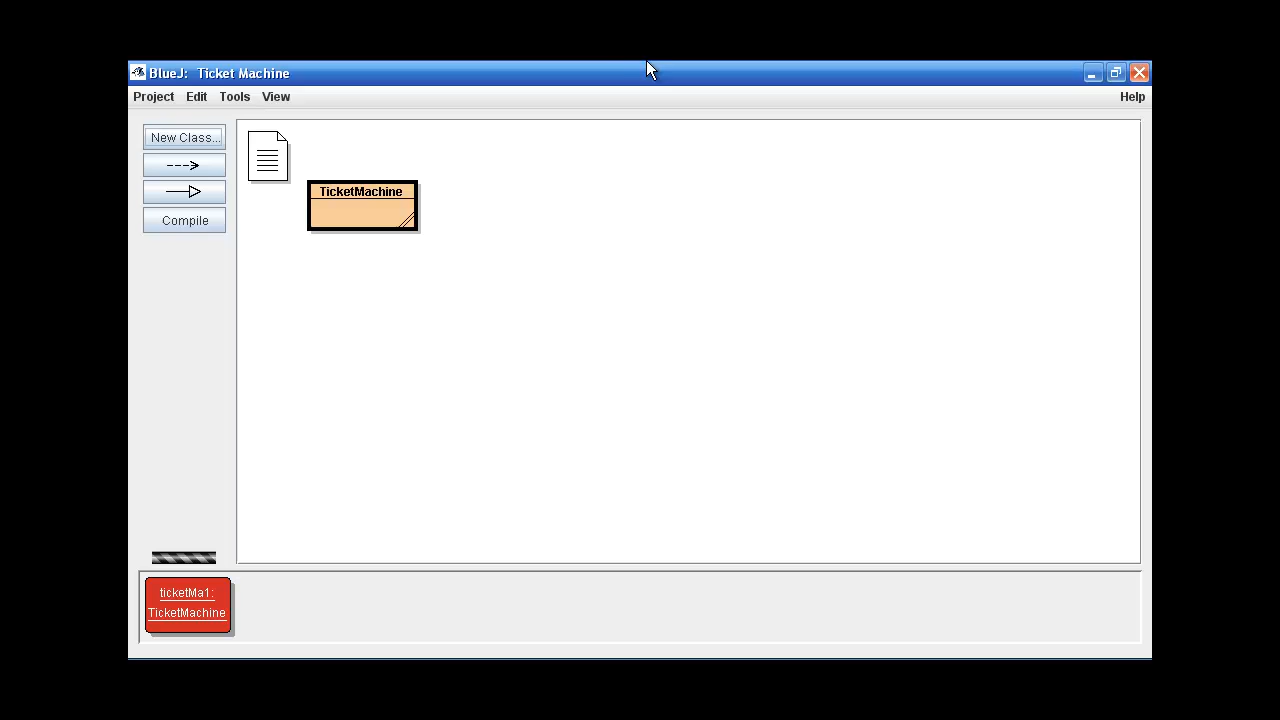 BlueJ: Ticket Machine
Project Edit Tools View Help
New Class...
TicketMachine
Compile
ticketMa1:
TicketMachine